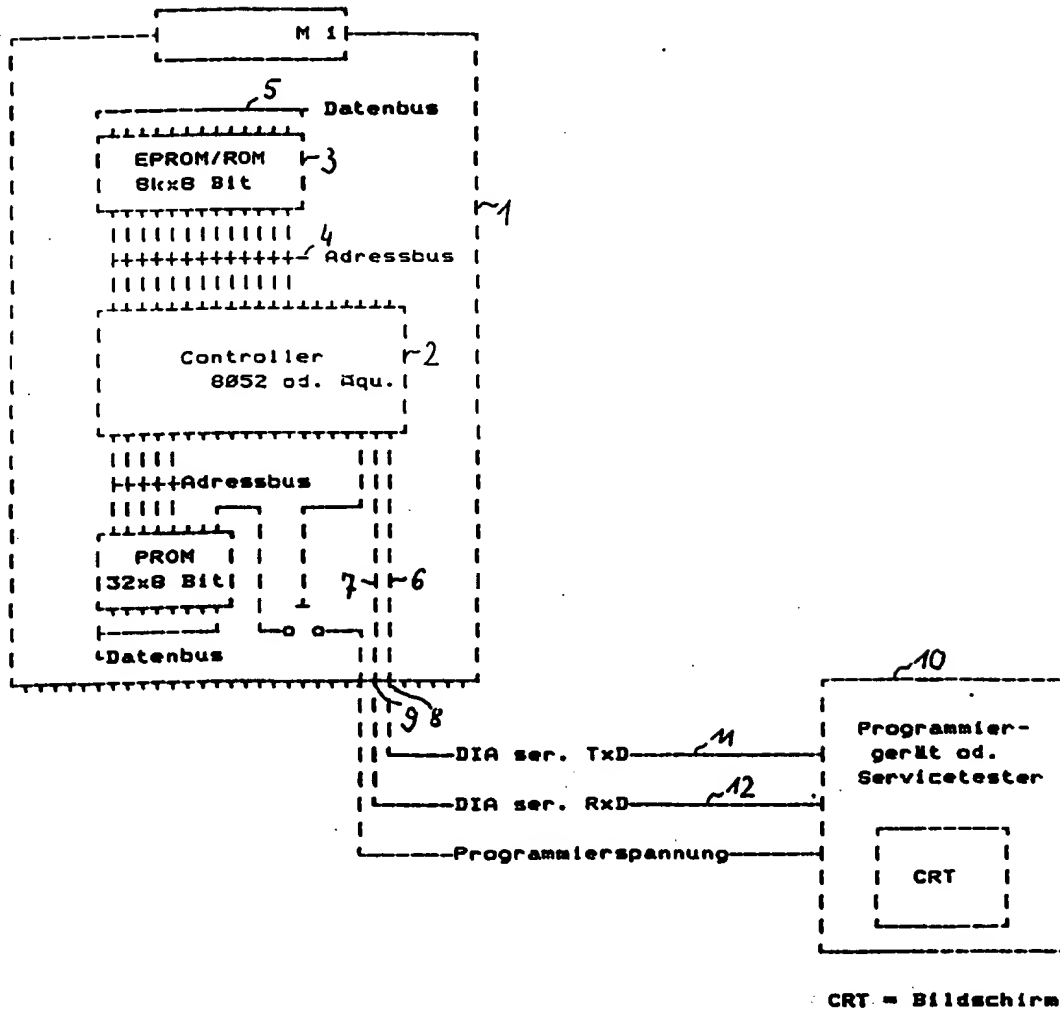 M 1
5
Datenbus
EPROM/ROM
8kx8 Bit
3
1
4
Adressbus
Controller
8052 od. Äqu.
2
Adressbus
PROM
32x8 Bit
7
6
Datenbus
9 8
10
Programmier-
gerät od.
Servicetester
DIA ser. TxD
11
DIA ser. RxD
12
Programmierspannung
CRT
CRT = Bildschirm